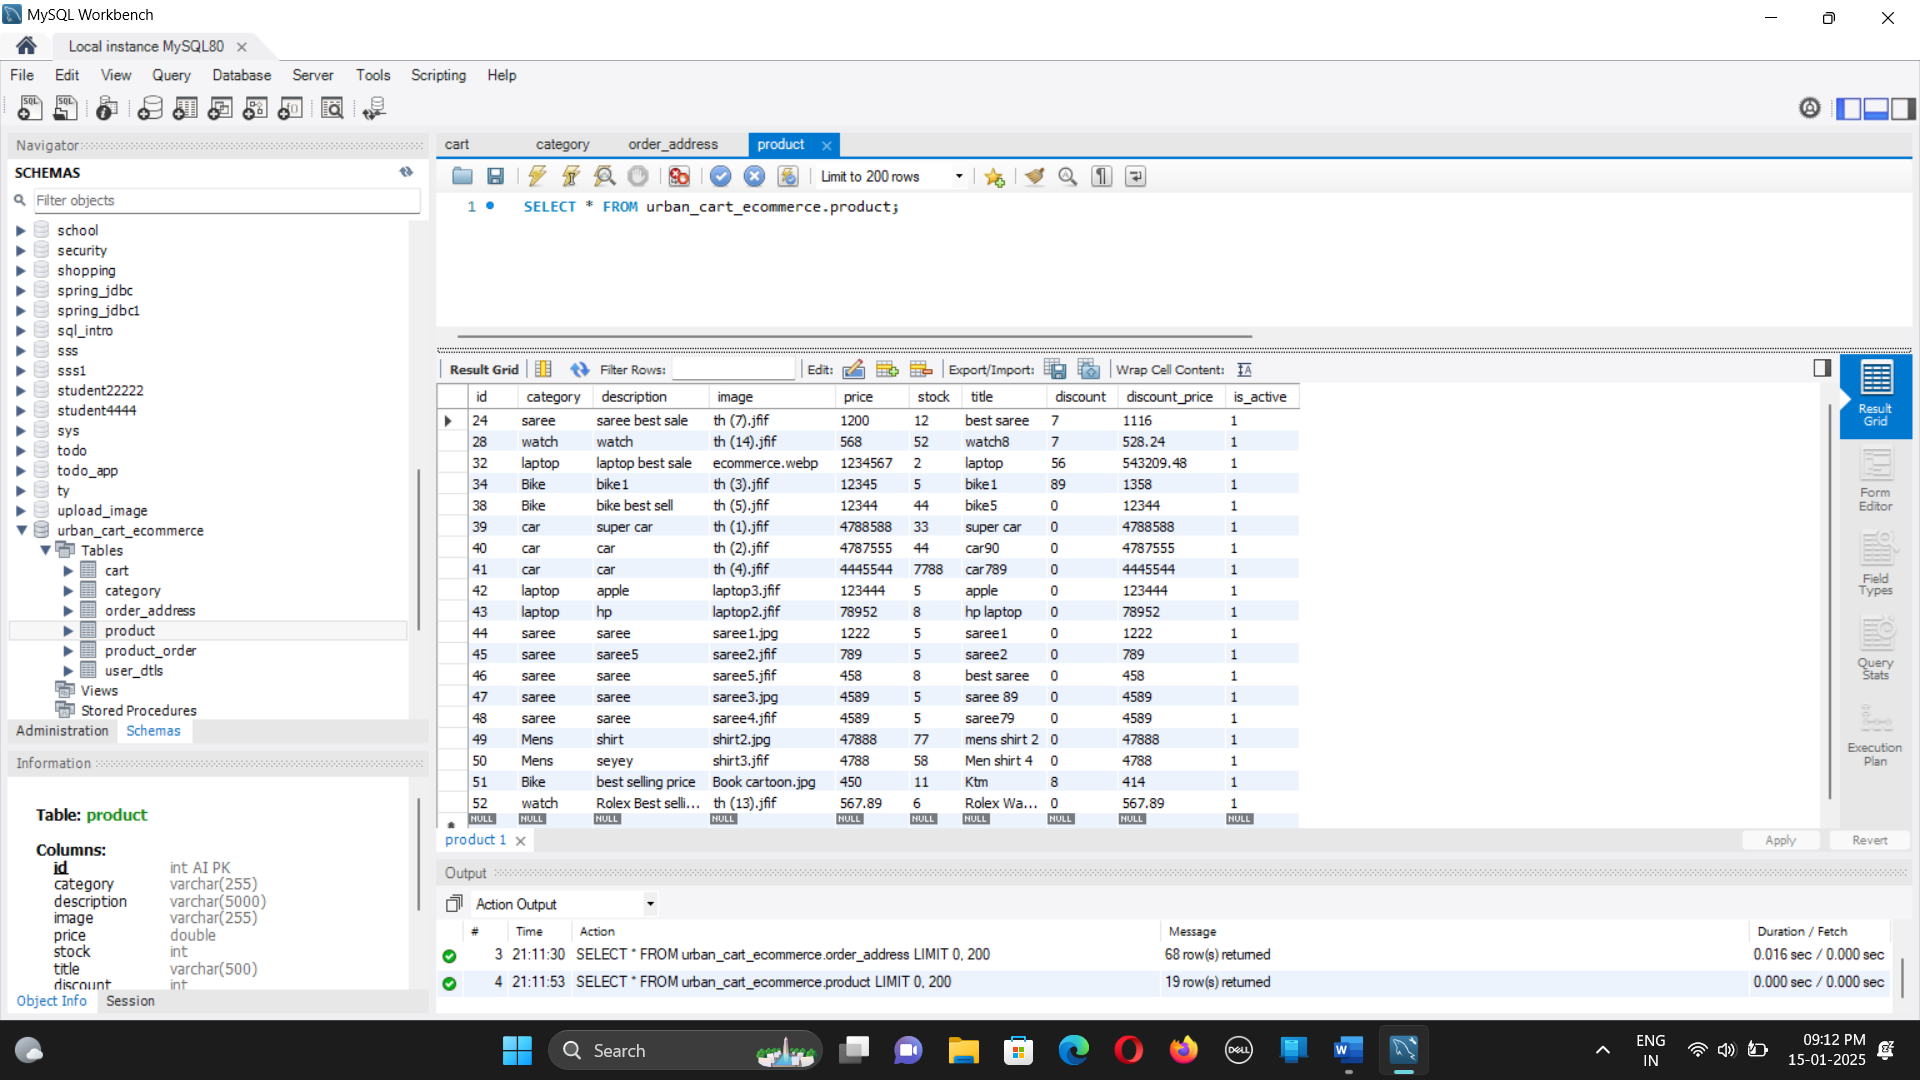 MySQL Workbench
Local instance MySQL80
File Edit View Query Database Server Tools Scripting Help
Navigator
SCHEMAS
Filter objects
school
security
shopping
spring_jdbc
spring_jdbc1
sql_intro
sss
sss1
student22222
student4444
sys
todo
todo_app
ty
upload_image
urban_cart_ecommerce
Tables
cart
category
order_address
product
product_order
user_dtls
Views
Stored Procedures
Administration Schemas
Information
Table: product
Columns:
id int AI PK
category varchar(255)
description varchar(5000)
image varchar(255)
price double
stock int
title varchar(500)
discount int
Object Info Session
cart category order_address product
Limit to 200 rows
1 SELECT * FROM urban_cart_ecommerce.product;
Result Grid Filter Rows: Edit: Export/Import: Wrap Cell Content:
id category description image price stock title discount discount_price is_active
24 saree saree best sale th (7).jfif 1200 12 best saree 7 1116 1
28 watch watch th (14).jfif 568 52 watch8 7 528.24 1
32 laptop laptop best sale ecommerce.webp 1234567 2 laptop 56 543209.48 1
34 Bike bike1 th (3).jfif 12345 5 bike1 89 1358 1
38 Bike bike best sell th (5).jfif 12344 44 bike5 0 12344 1
39 car super car th (1).jfif 4788588 33 super car 0 4788588 1
40 car car th (2).jfif 4787555 44 car90 0 4787555 1
41 car car th (4).jfif 4445544 7788 car789 0 4445544 1
42 laptop apple laptop3.jfif 123444 5 apple 0 123444 1
43 laptop hp laptop2.jfif 78952 8 hp laptop 0 78952 1
44 saree saree saree1.jpg 1222 5 saree1 0 1222 1
45 saree saree5 saree2.jfif 789 5 saree2 0 789 1
46 saree saree saree5.jfif 458 8 best saree 0 458 1
47 saree saree saree3.jpg 4589 5 saree 89 0 4589 1
48 saree saree saree4.jfif 4589 5 saree79 0 4589 1
49 Mens shirt shirt2.jpg 47888 77 mens shirt 2 0 47888 1
50 Mens seyey shirt3.jfif 4788 58 Men shirt 4 0 4788 1
51 Bike best selling price Book cartoon.jpg 450 11 Ktm 8 414 1
52 watch Rolex Best selli... th (13).jfif 567.89 6 Rolex Wa... 0 567.89 1
NULL NULL NULL NULL NULL NULL NULL NULL NULL NULL
Result Grid
Form Editor
Field Types
Query Stats
Execution Plan
product 1 Apply Revert
Output
Action Output
# Time Action Message Duration / Fetch
3 21:11:30 SELECT * FROM urban_cart_ecommerce.order_address LIMIT 0, 200 68 row(s) returned 0.016 sec / 0.000 sec
4 21:11:53 SELECT * FROM urban_cart_ecommerce.product LIMIT 0, 200 19 row(s) returned 0.000 sec / 0.000 sec
Search
DELL
W
ENG
IN
09:12 PM
15-01-2025